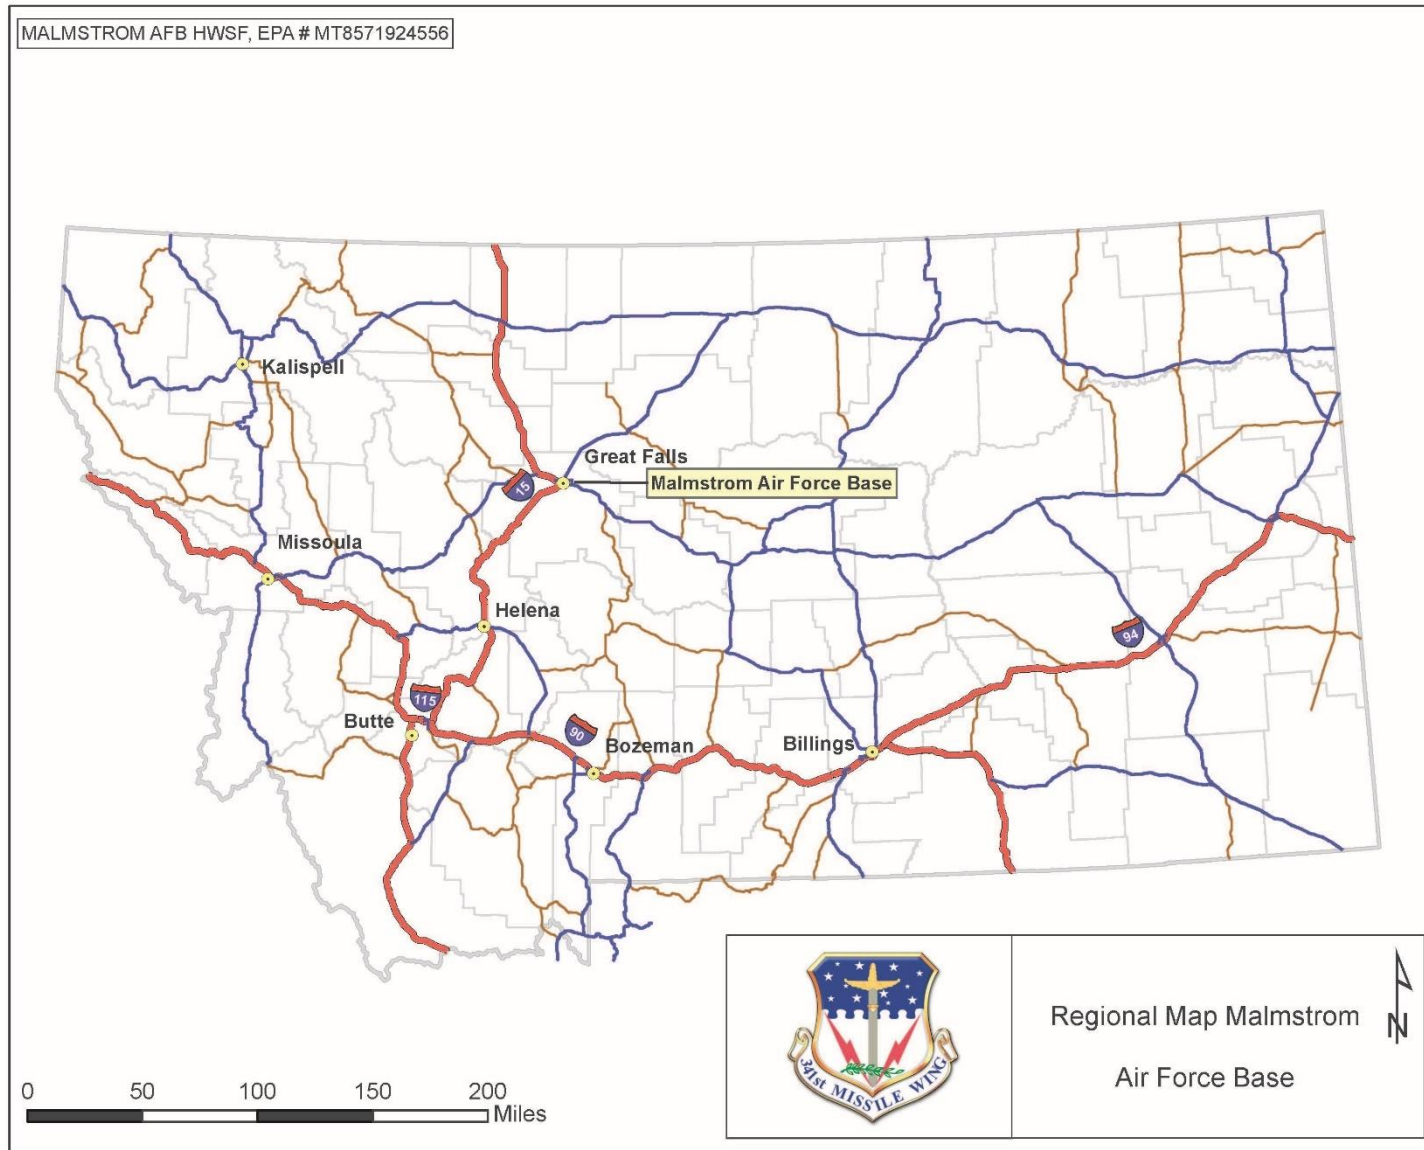 MALMSTROM AFB HWSF, EPA # MT8571924556
Kalispell
Great Falls
Malmstrom Air Force Base
15
Missoula
Helena
94
115
Butte
90
Bozeman
Billings
341st MISSILE WING
Regional Map Malmstrom
Air Force Base
N
0 50 100 150 200
Miles